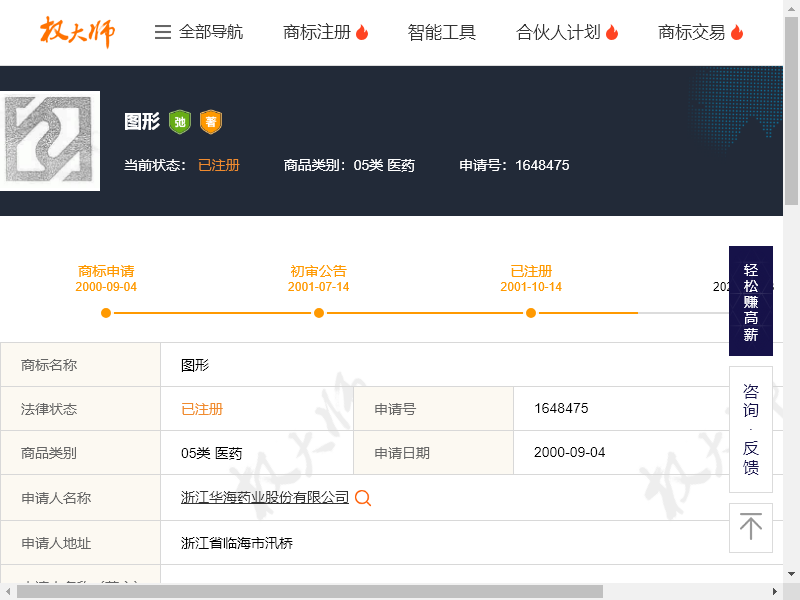 权大师
全部导航
商标注册
智能工具
合伙人计划
商标交易
图形 驰 著
当前状态： 已注册 商品类别：05类 医药 申请号：1648475
商标申请 初审公告 已注册
2000-09-04 2001-07-14 2001-10-14
轻松赚高薪
商标名称 图形
法律状态 已注册 申请号 1648475
商品类别 05类 医药 申请日期 2000-09-04
申请人名称 浙江华海药业股份有限公司
申请人地址 浙江省临海市汛桥
咨询·反馈
权大师